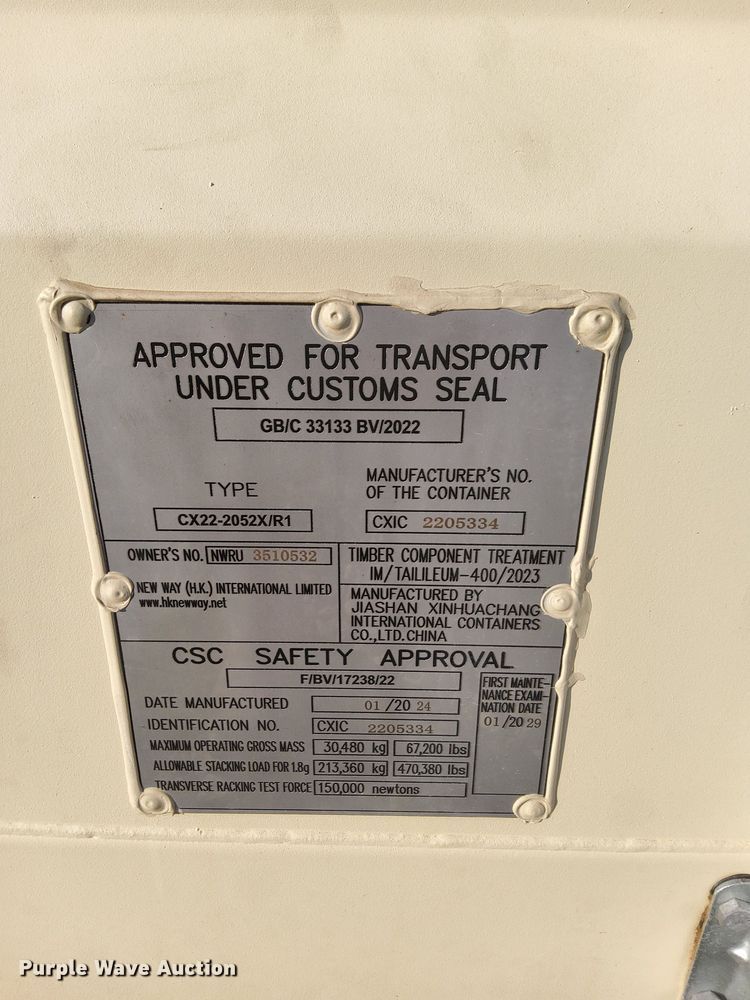 APPROVED FOR TRANSPORT
UNDER CUSTOMS SEAL
GB/C 33133 BV/2022
TYPE
CX22-2052X/R1
MANUFACTURER'S NO.
OF THE CONTAINER
CXIC 2205334
OWNER'S NO. NWRU 3510532
NEW WAY (H.K.) INTERNATIONAL LIMITED
www.hknewway.net
TIMBER COMPONENT TREATMENT
IM/TAILILEUM-400/2023
MANUFACTURED BY
JIASHAN XINHUACHANG
INTERNATIONAL CONTAINERS
CO.,LTD.CHINA
CSC SAFETY APPROVAL
F/BV/17238/22
DATE MANUFACTURED 01/2024
IDENTIFICATION NO. CXIC 2205334
MAXIMUM OPERATING GROSS MASS 30,480 kg 67,200 lbs
ALLOWABLE STACKING LOAD FOR 1.8g 213,360 kg 470,380 lbs
TRANSVERSE RACKING TEST FORCE 150,000 newtons
FIRST MAINTE-
NANCE EXAMI-
NATION DATE
01/2029
Purple Wave Auction